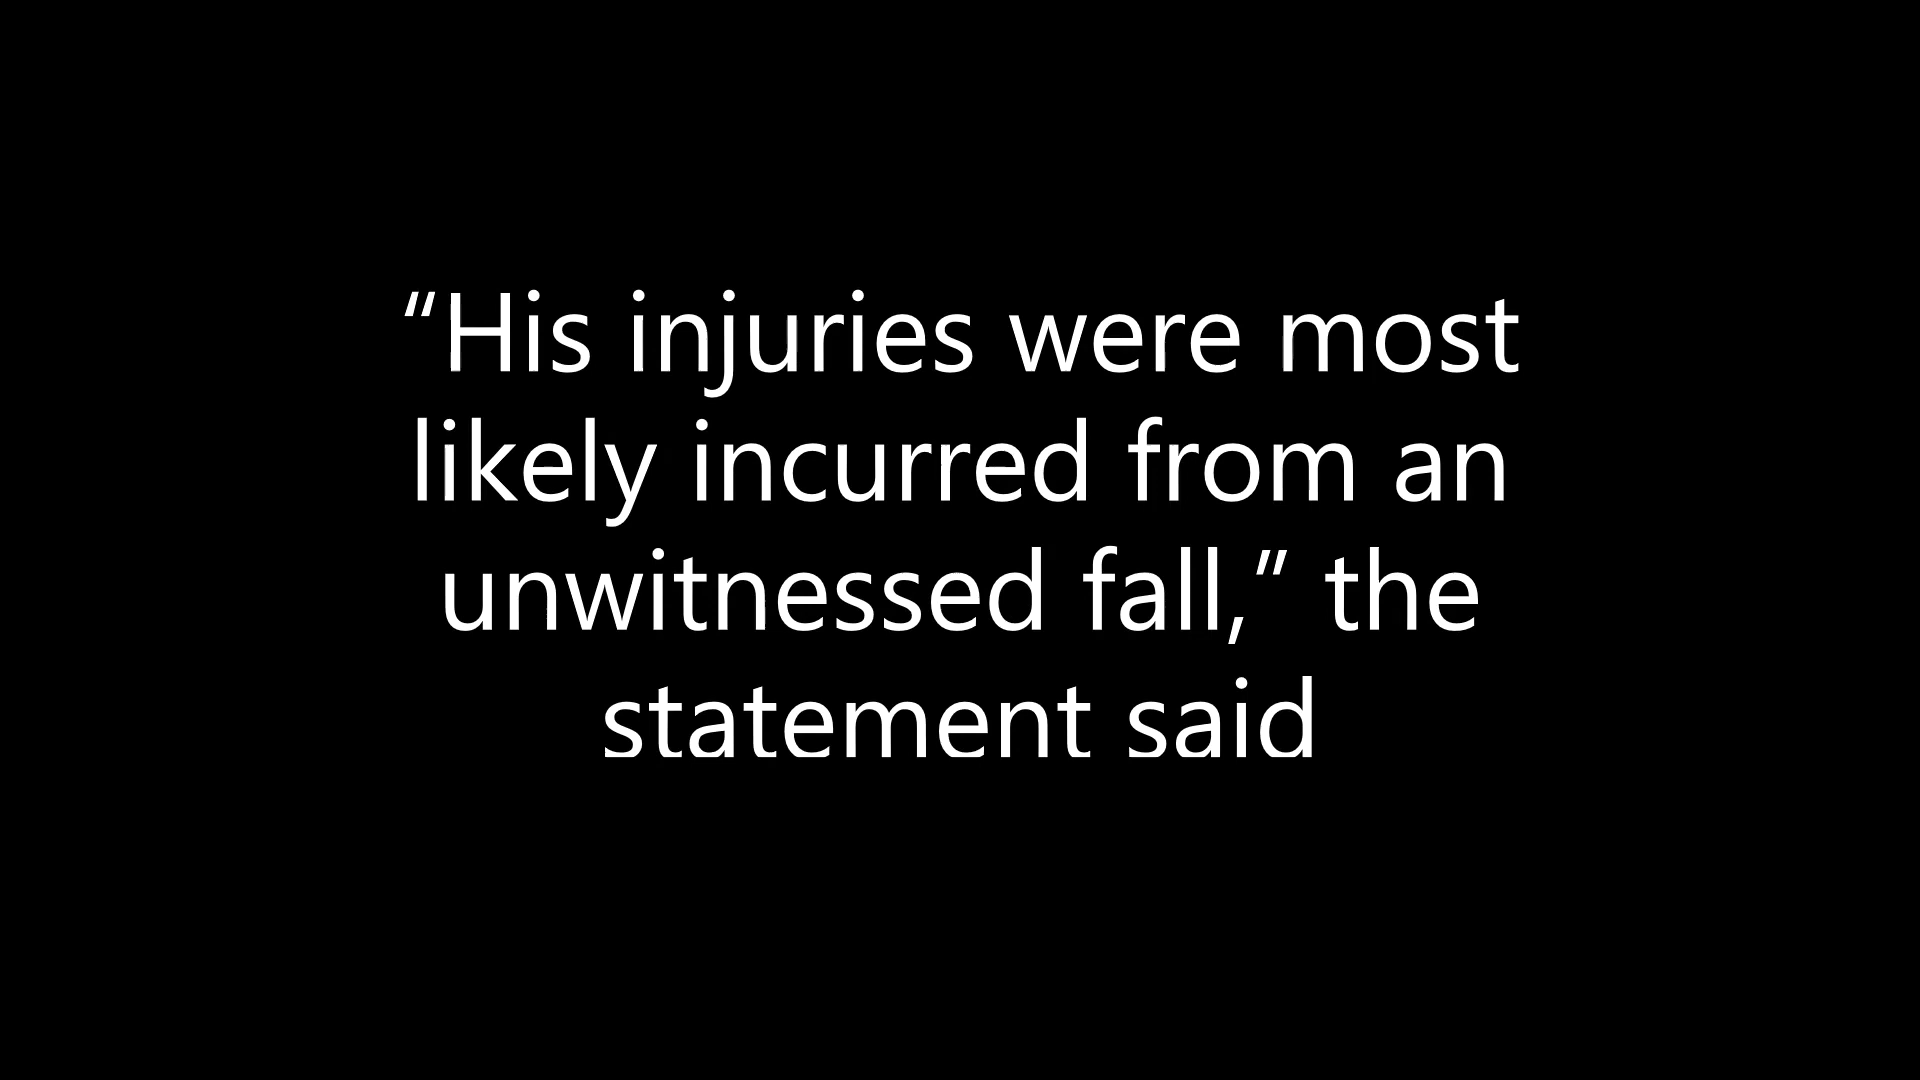 “His injuries were most
likely incurred from an
unwitnessed fall,” the
statement said